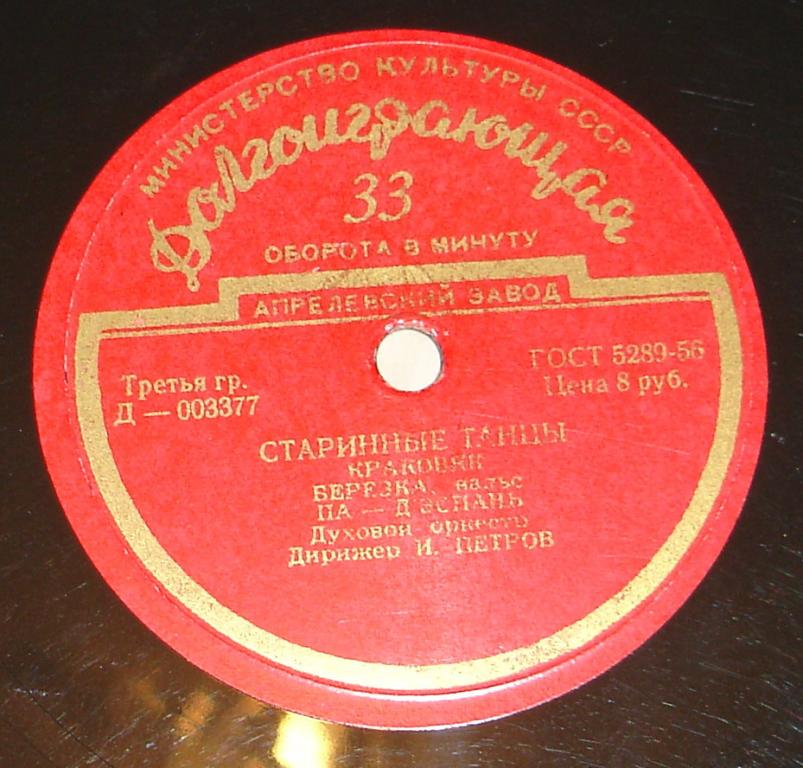 МИНИСТЕРСТВО КУЛЬТУРЫ СССР
Долгоиграющая
33
ОБОРОТА В МИНУТУ
АПРЕЛЕВСКИЙ ЗАВОД
Третья гр.
Д — 003377
ГОСТ 5289-56
Цена 8 руб.
СТАРИННЫЕ ТАНЦЫ
КРАКОВЯК
БЕРЕЗКА, вальс
ПА — Д'ЭСПАНЬ
Духовой оркестр
Дирижер И. ПЕТРОВ